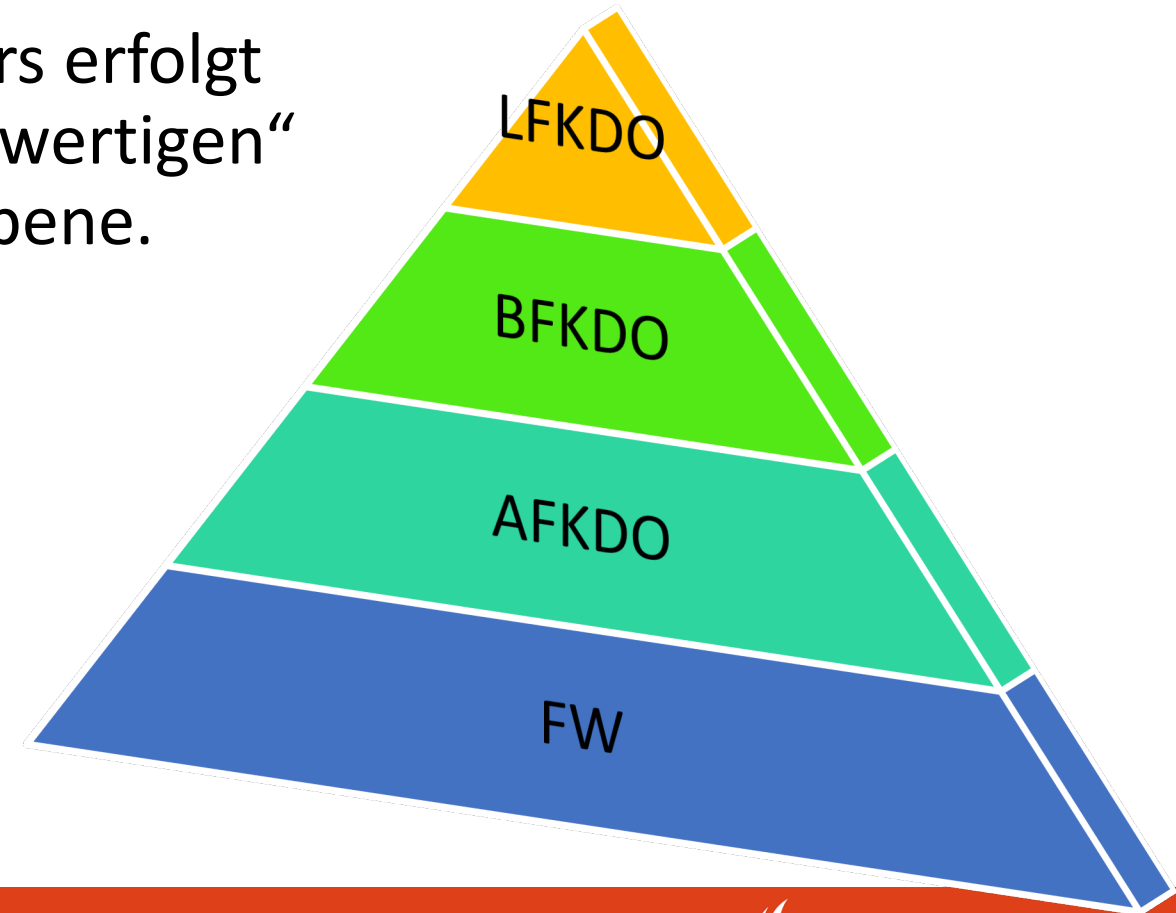 rs erfolgt
wertigen“
bene.
LFKDO
BFKDO
AFKDO
FW